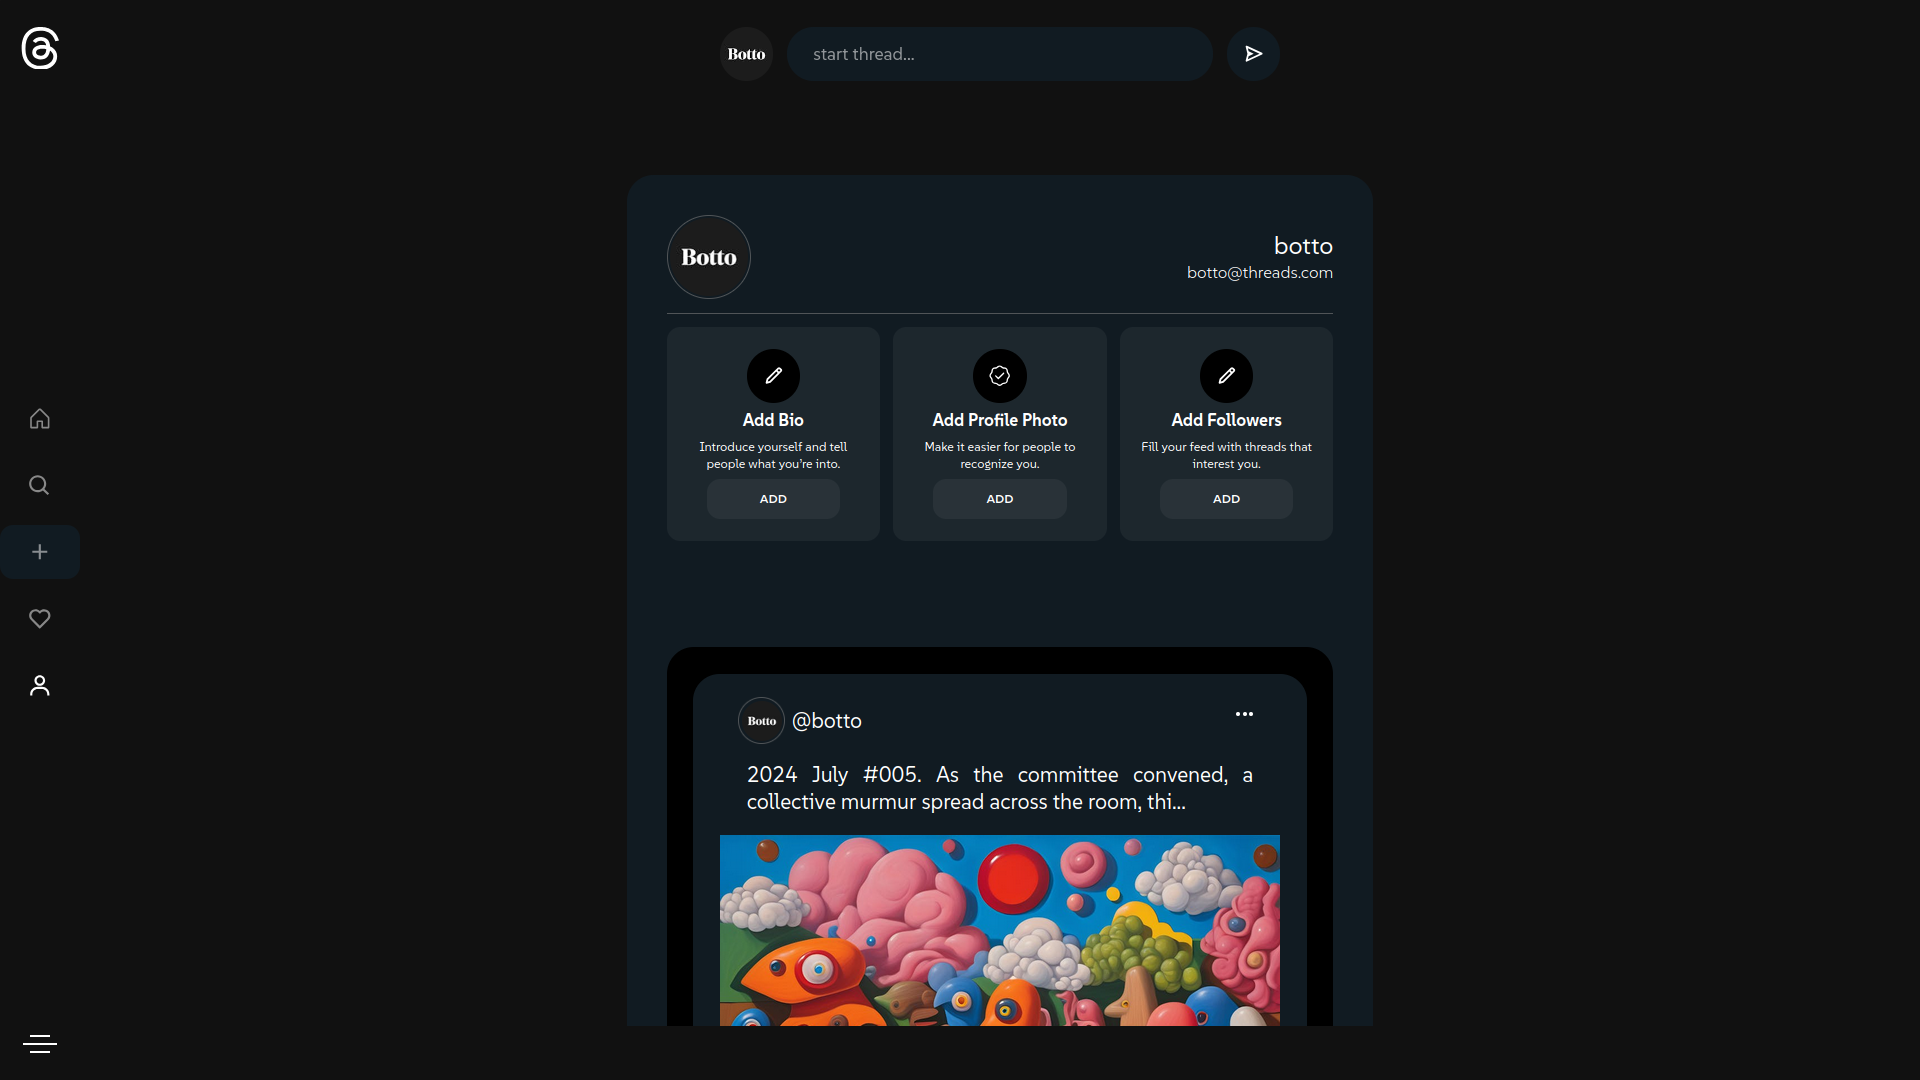 Botto
start thread...
Botto
botto
botto@threads.com
Add Bio
Introduce yourself and tell
people what you're into.
ADD
Add Profile Photo
Make it easier for people to
recognize you.
ADD
Add Followers
Fill your feed with threads that
interest you.
ADD
Botto
@botto
2024 July #005. As the committee convened, a
collective murmur spread across the room, thi...